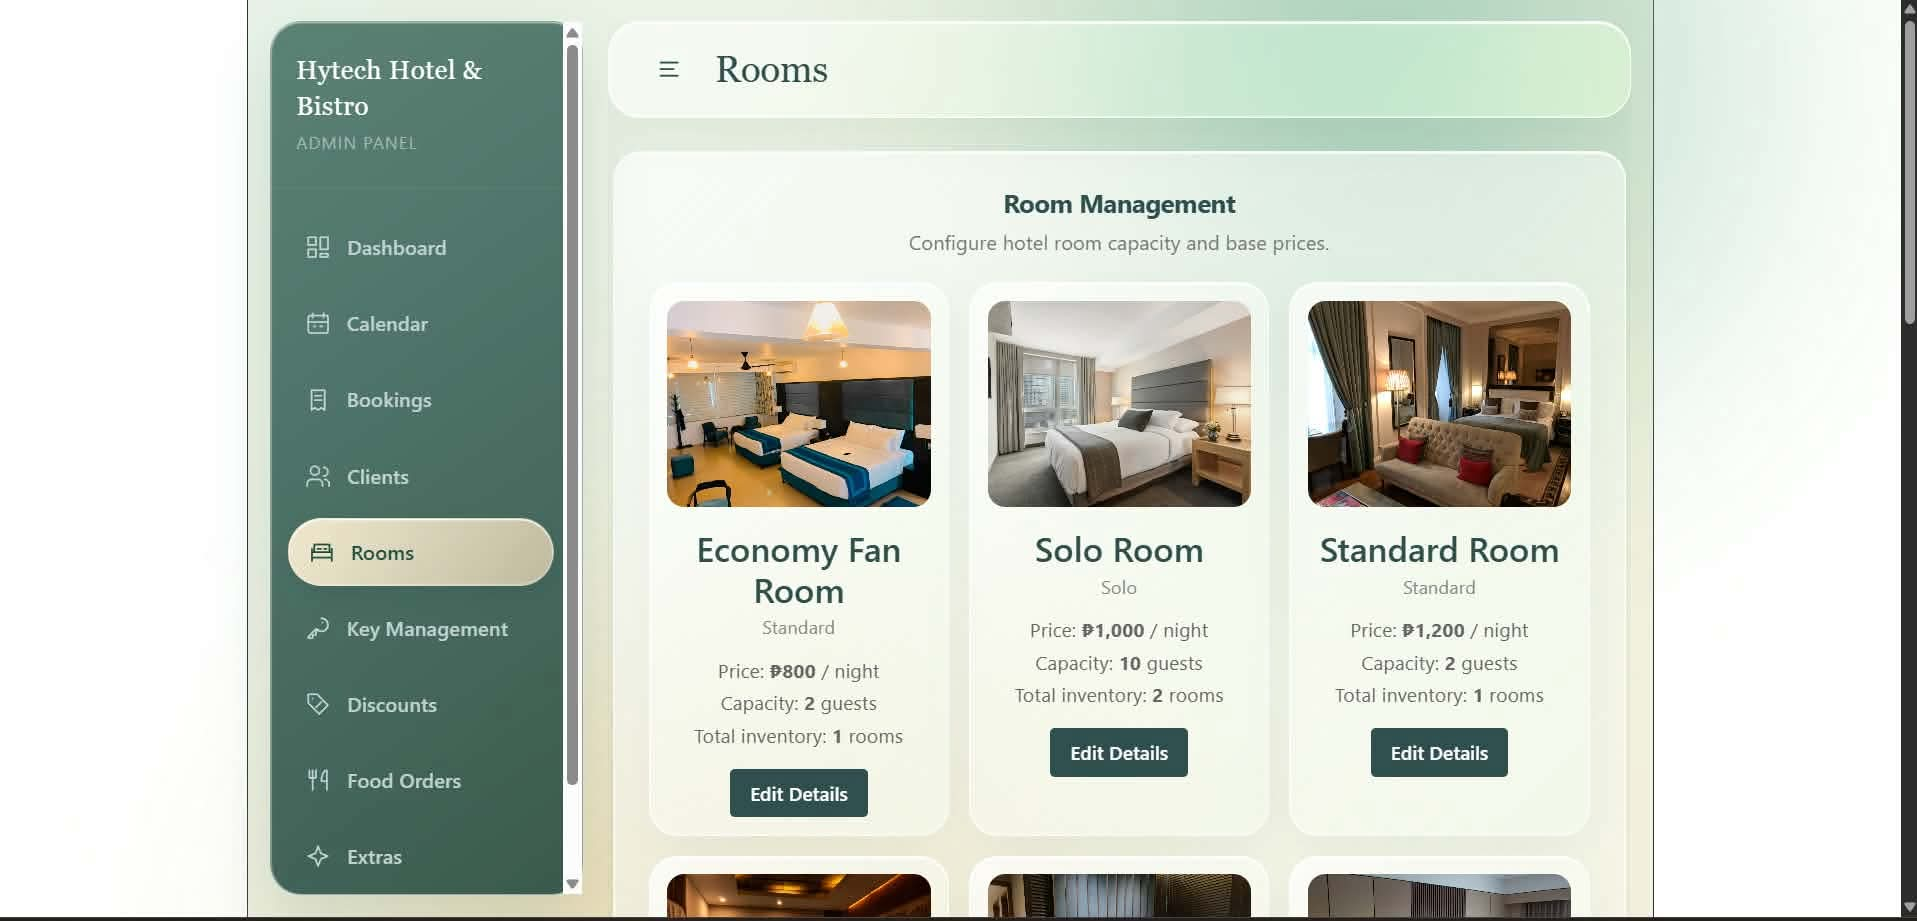 Hytech Hotel &
Bistro
ADMIN PANEL
Dashboard
Calendar
Bookings
Clients
Rooms
Key Management
Discounts
Food Orders
Extras
Rooms
Room Management
Configure hotel room capacity and base prices.
Economy Fan
Room
Standard
Price: ₱800 / night
Capacity: 2 guests
Total inventory: 1 rooms
Edit Details
Solo Room
Solo
Price: ₱1,000 / night
Capacity: 10 guests
Total inventory: 2 rooms
Edit Details
Standard Room
Standard
Price: ₱1,200 / night
Capacity: 2 guests
Total inventory: 1 rooms
Edit Details